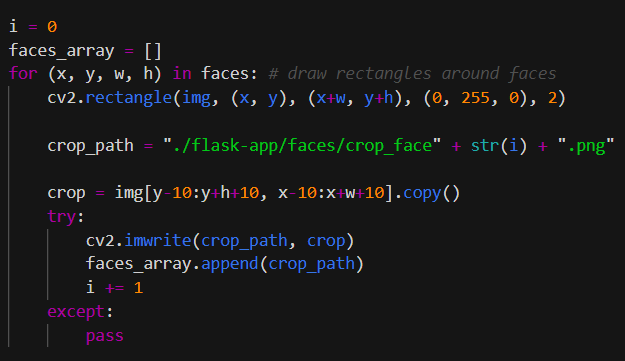 i = 0
faces_array = []
for (x, y, w, h) in faces: # draw rectangles around faces
    cv2.rectangle(img, (x, y), (x+w, y+h), (0, 255, 0), 2)
    crop_path = "./flask-app/faces/crop_face" + str(i) + ".png"
    crop = img[y-10:y+h+10, x-10:x+w+10].copy()
    try:
        cv2.imwrite(crop_path, crop)
        faces_array.append(crop_path)
        i += 1
    except:
        pass